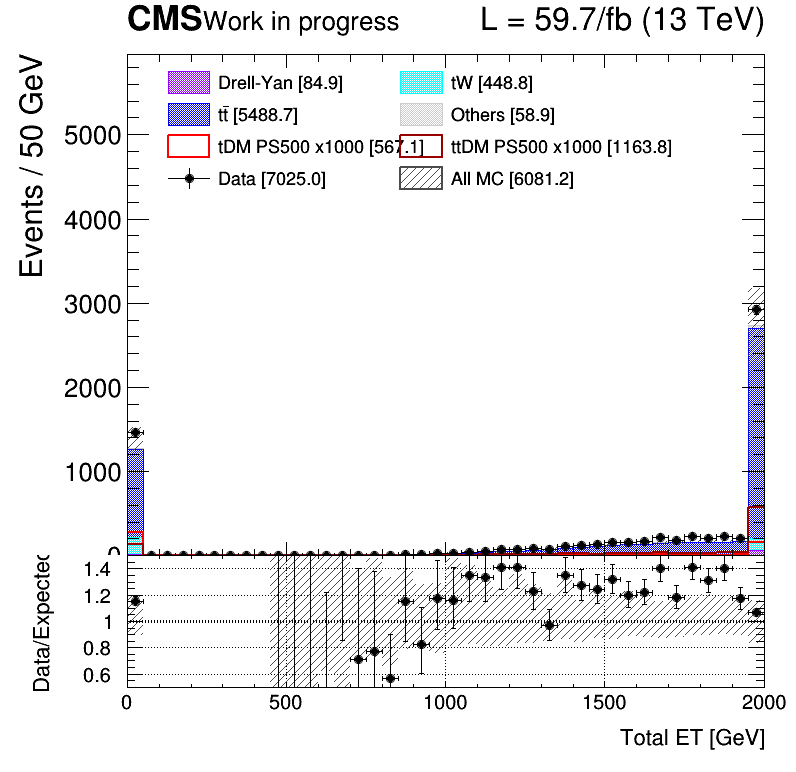 CMS Work in progress L = 59.7/fb (13 TeV)
Events / 50 GeV
Drell-Yan [84.9] tW [448.8]
tt̄ [5488.7] Others [58.9]
tDM PS500 x1000 [567.1] ttDM PS500 x1000 [1163.8]
Data [7025.0] All MC [6081.2]
5000
4000
3000
2000
1000
0
Data/Expected
1.4
1.2
1
0.8
0.6
0 500 1000 1500 2000
Total ET [GeV]